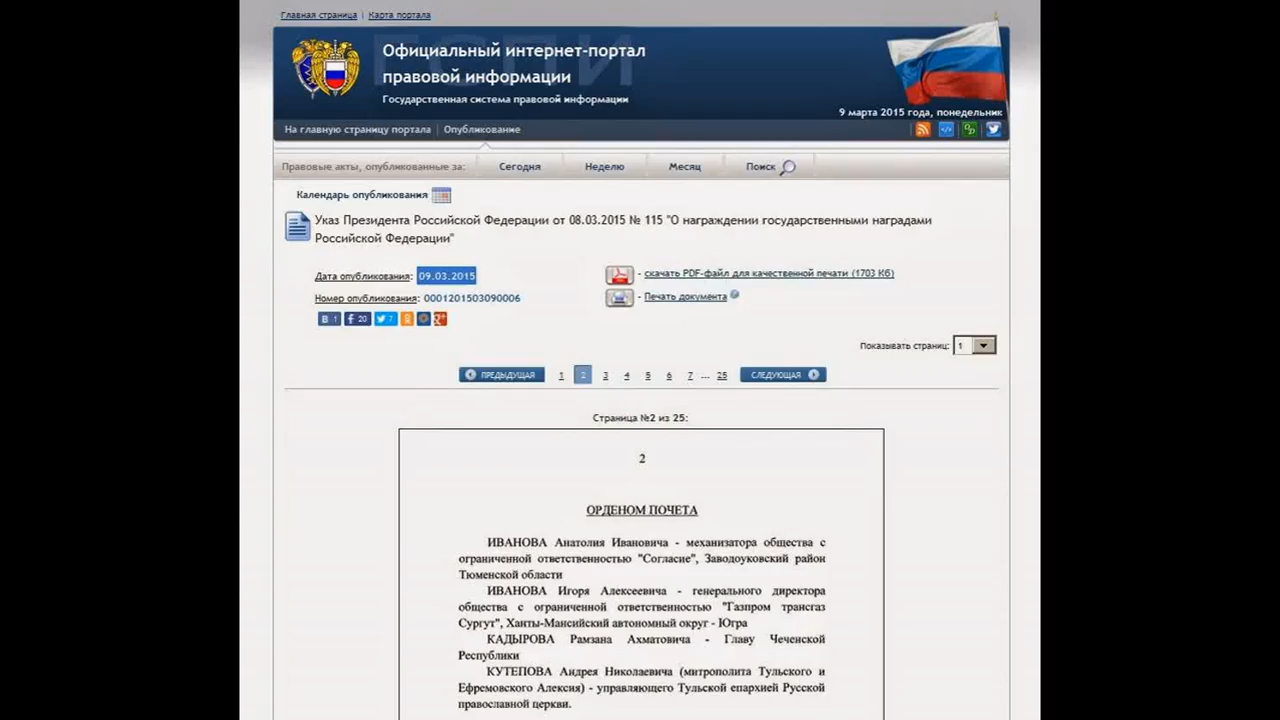 Главная страница | Карта портала
Официальный интернет-портал
правовой информации
Государственная система правовой информации
9 марта 2015 года, понедельник
На главную страницу портала | Опубликование
Правовые акты, опубликованные за: Сегодня Неделю Месяц Поиск
Календарь опубликования
Указ Президента Российской Федерации от 08.03.2015 № 115 "О награждении государственными наградами
Российской Федерации"
Дата опубликования: 09.03.2015
- скачать PDF-файл для качественной печати (1703 Кб)
Номер опубликования: 0001201503090006
- Печать документа
В 1 f 20 7
Показывать страниц: 1
ПРЕДЫДУЩАЯ 1 2 3 4 5 6 7 ... 25 СЛЕДУЮЩАЯ
Страница №2 из 25:
2
ОРДЕНОМ ПОЧЕТА
ИВАНОВА Анатолия Ивановича - механизатора общества с
ограниченной ответственностью "Согласие", Заводоуковский район
Тюменской области
ИВАНОВА Игоря Алексеевича - генерального директора
общества с ограниченной ответственностью "Газпром трансгаз
Сургут", Ханты-Мансийский автономный округ - Югра
КАДЫРОВА Рамзана Ахматовича - Главу Чеченской
Республики
КУТЕПОВА Андрея Николаевича (митрополита Тульского и
Ефремовского Алексия) - управляющего Тульской епархией Русской
православной церкви.